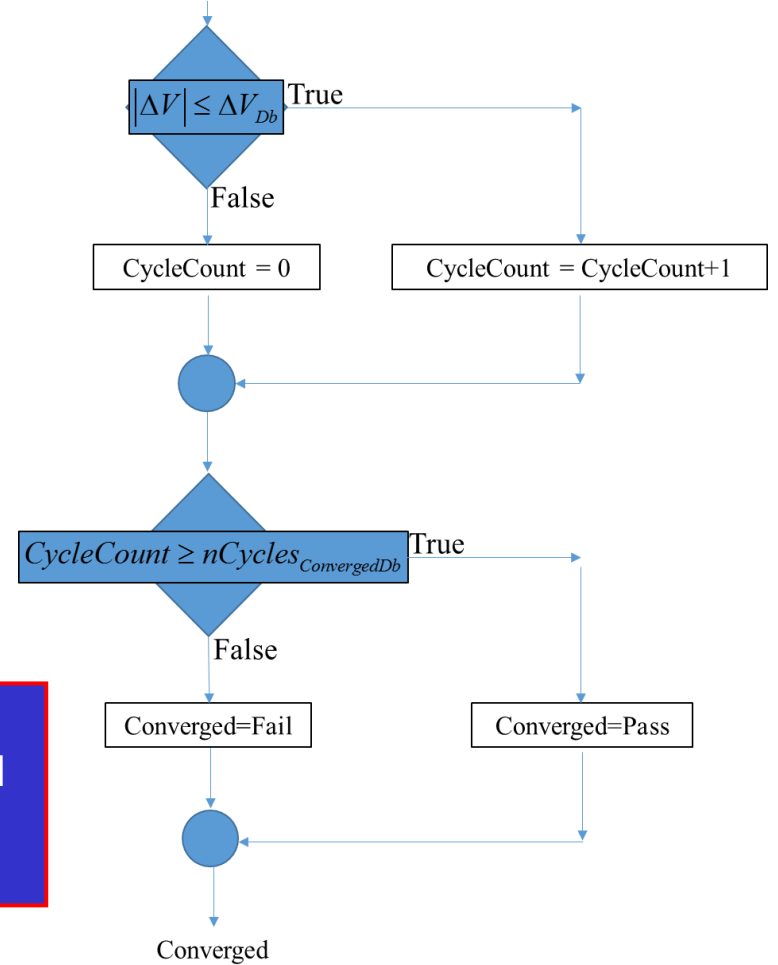 |ΔV| ≤ ΔV_Db
True
False
CycleCount = 0
CycleCount = CycleCount+1
CycleCount ≥ nCycles_ConvergedDb
True
False
Converged=Fail
Converged=Pass
Converged